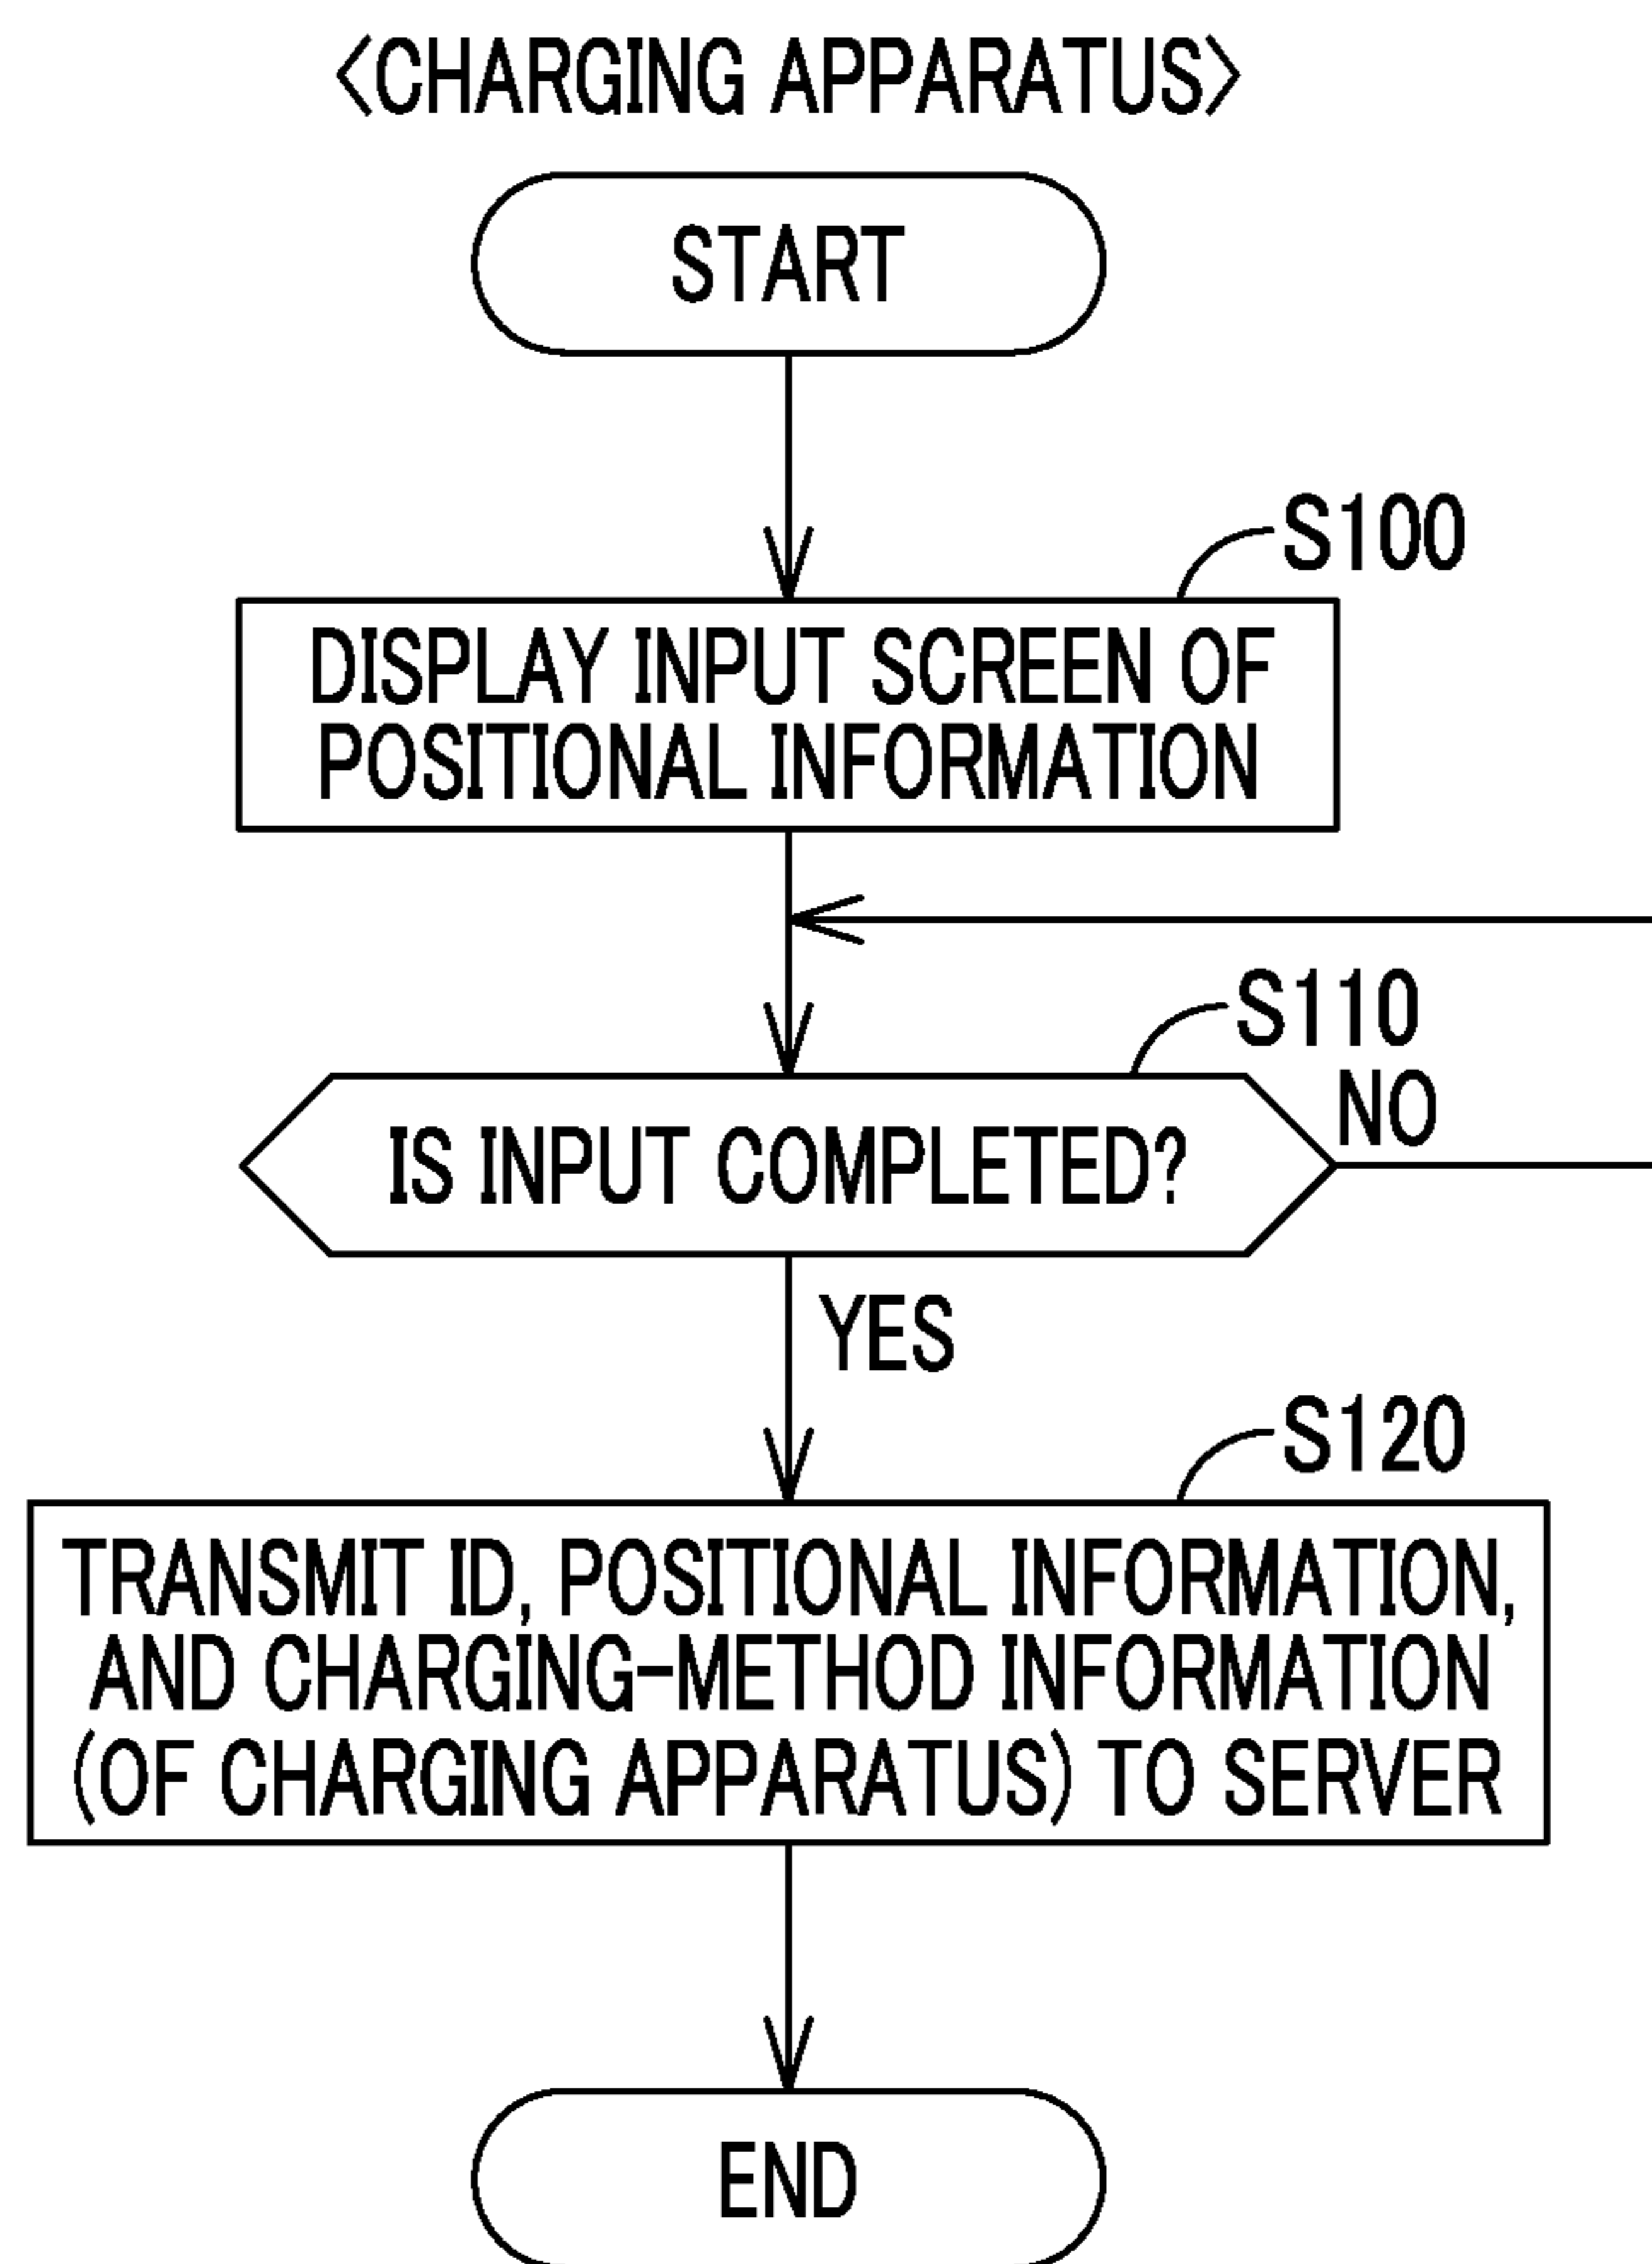 〈CHARGING APPARATUS〉
START
S100
DISPLAY INPUT SCREEN OF
POSITIONAL INFORMATION
S110
NO
IS INPUT COMPLETED?
YES
S120
TRANSMIT ID, POSITIONAL INFORMATION,
AND CHARGING-METHOD INFORMATION
(OF CHARGING APPARATUS) TO SERVER
END